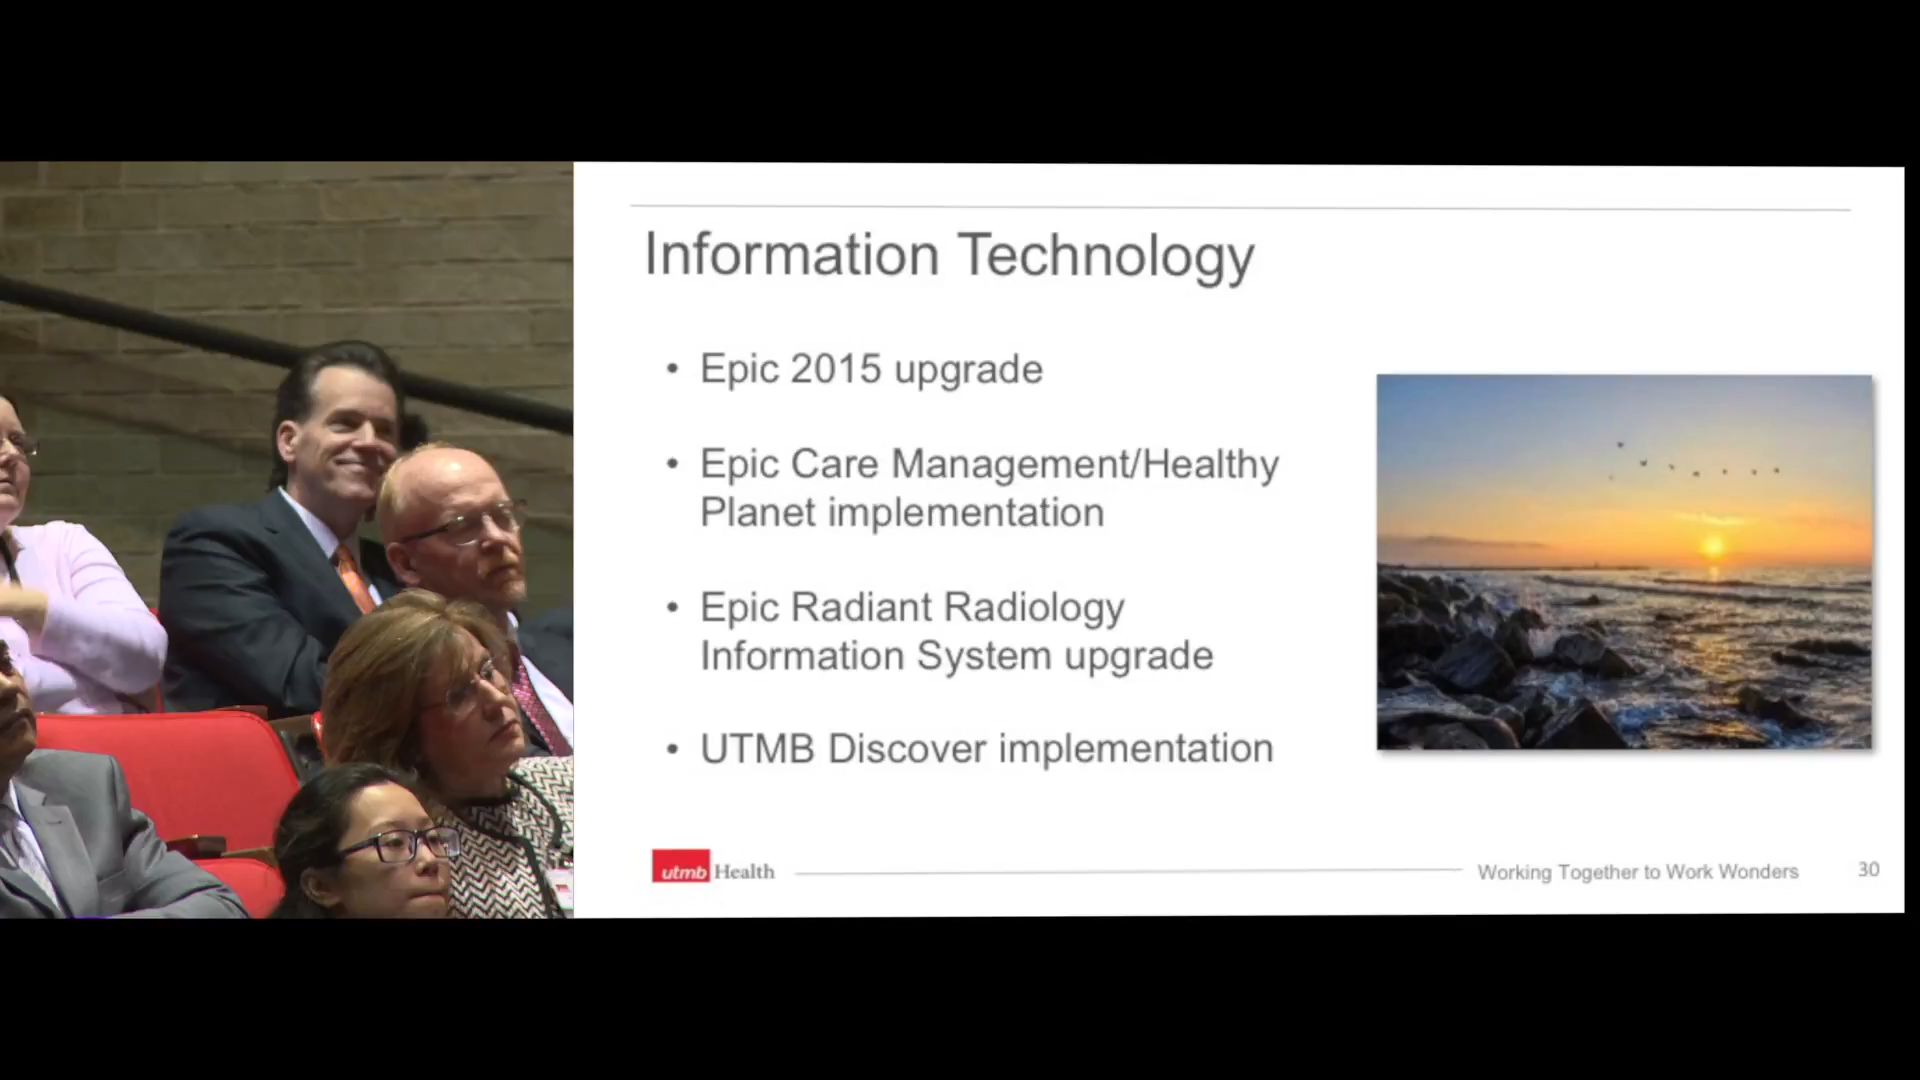 Information Technology
• Epic 2015 upgrade
• Epic Care Management/Healthy
Planet implementation
• Epic Radiant Radiology
Information System upgrade
• UTMB Discover implementation
utmb Health
Working Together to Work Wonders
30